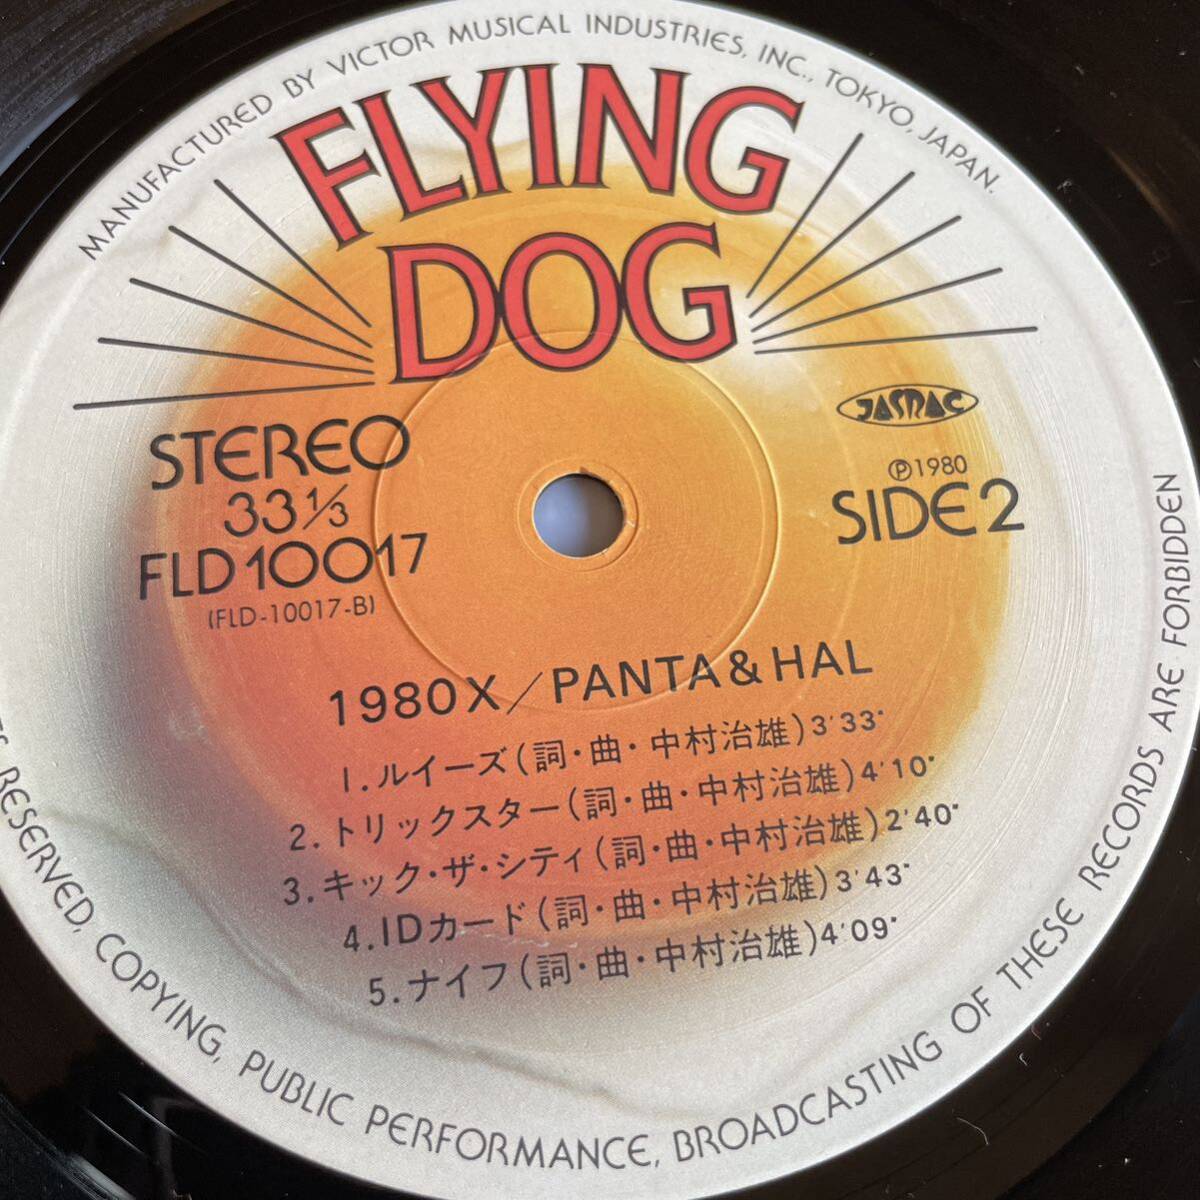 MANUFACTURED BY VICTOR MUSICAL INDUSTRIES, INC., TOKYO, JAPAN.
FLYING
DOG
STEREO
33 1/3
FLD 10017
(FLD-10017-B)
JASRAC
Ⓟ1980
SIDE 2
1980X/PANTA & HAL
1.ルイーズ(詞・曲・中村治雄)3'33"
2.トリックスター(詞・曲・中村治雄)4'10"
3.キック・ザ・シティ(詞・曲・中村治雄)2'40"
4.IDカード(詞・曲・中村治雄)3'43"
5.ナイフ(詞・曲・中村治雄)4'09"
RESERVED, COPYING, PUBLIC PERFORMANCE, BROADCASTING OF THESE RECORDS ARE FORBIDDEN